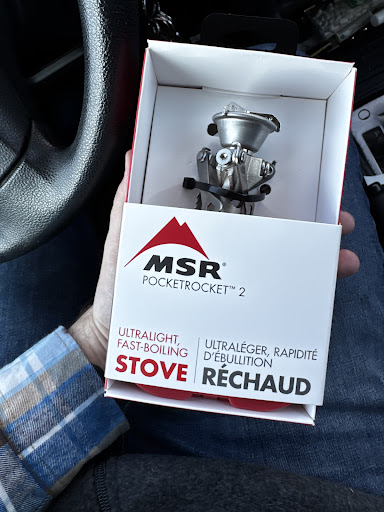 MSR®
POCKETROCKET™ 2
ULTRALIGHT,
FAST-BOILING
STOVE
ULTRALÉGER, RAPIDITÉ
D'ÉBULLITION
RÉCHAUD